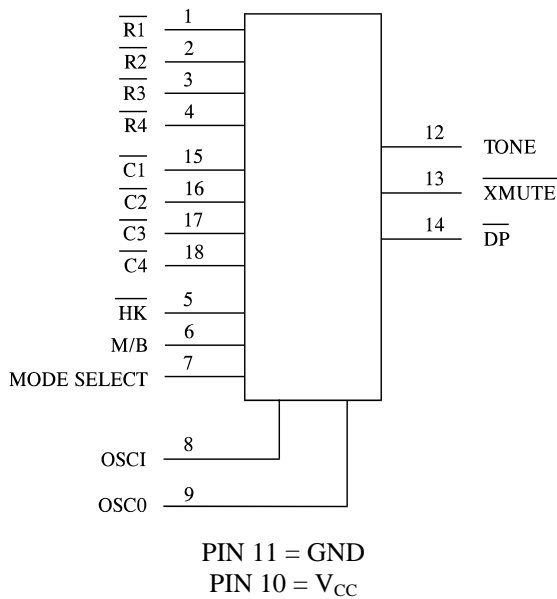 R1 1
R2 2
R3 3
R4 4
C1 15
C2 16
C3 17
C4 18
HK 5
M/B 6
MODE SELECT 7
OSCI 8
OSC0 9
12 TONE
13 XMUTE
14 DP
PIN 11 = GND
PIN 10 = VCC